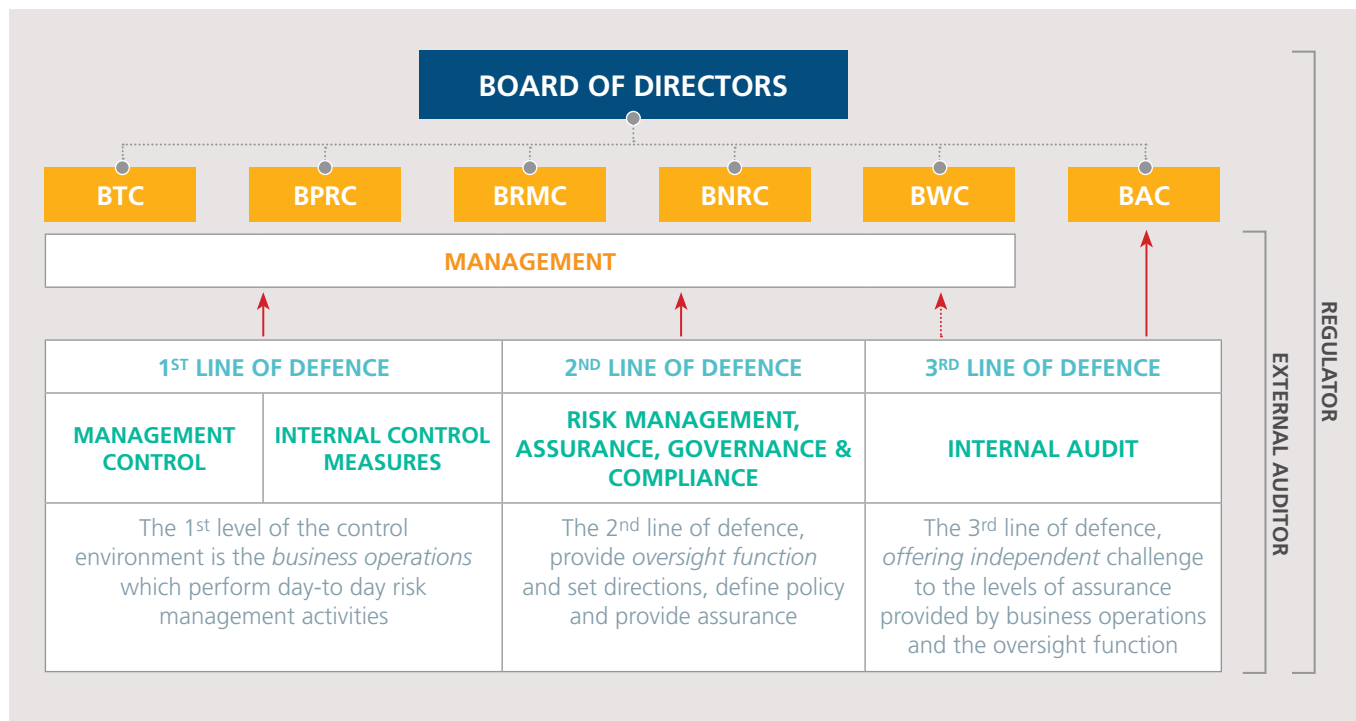 BOARD OF DIRECTORS
BTC
BPRC
BRMC
BNRC
BWC
BAC
MANAGEMENT
1ST LINE OF DEFENCE
2ND LINE OF DEFENCE
3RD LINE OF DEFENCE
MANAGEMENT
CONTROL
INTERNAL CONTROL
MEASURES
RISK MANAGEMENT,
ASSURANCE, GOVERNANCE &
COMPLIANCE
INTERNAL AUDIT
The 1st level of the control
environment is the business operations
which perform day-to day risk
management activities
The 2nd line of defence,
provide oversight function
and set directions, define policy
and provide assurance
The 3rd line of defence,
offering independent challenge
to the levels of assurance
provided by business operations
and the oversight function
EXTERNAL AUDITOR
REGULATOR